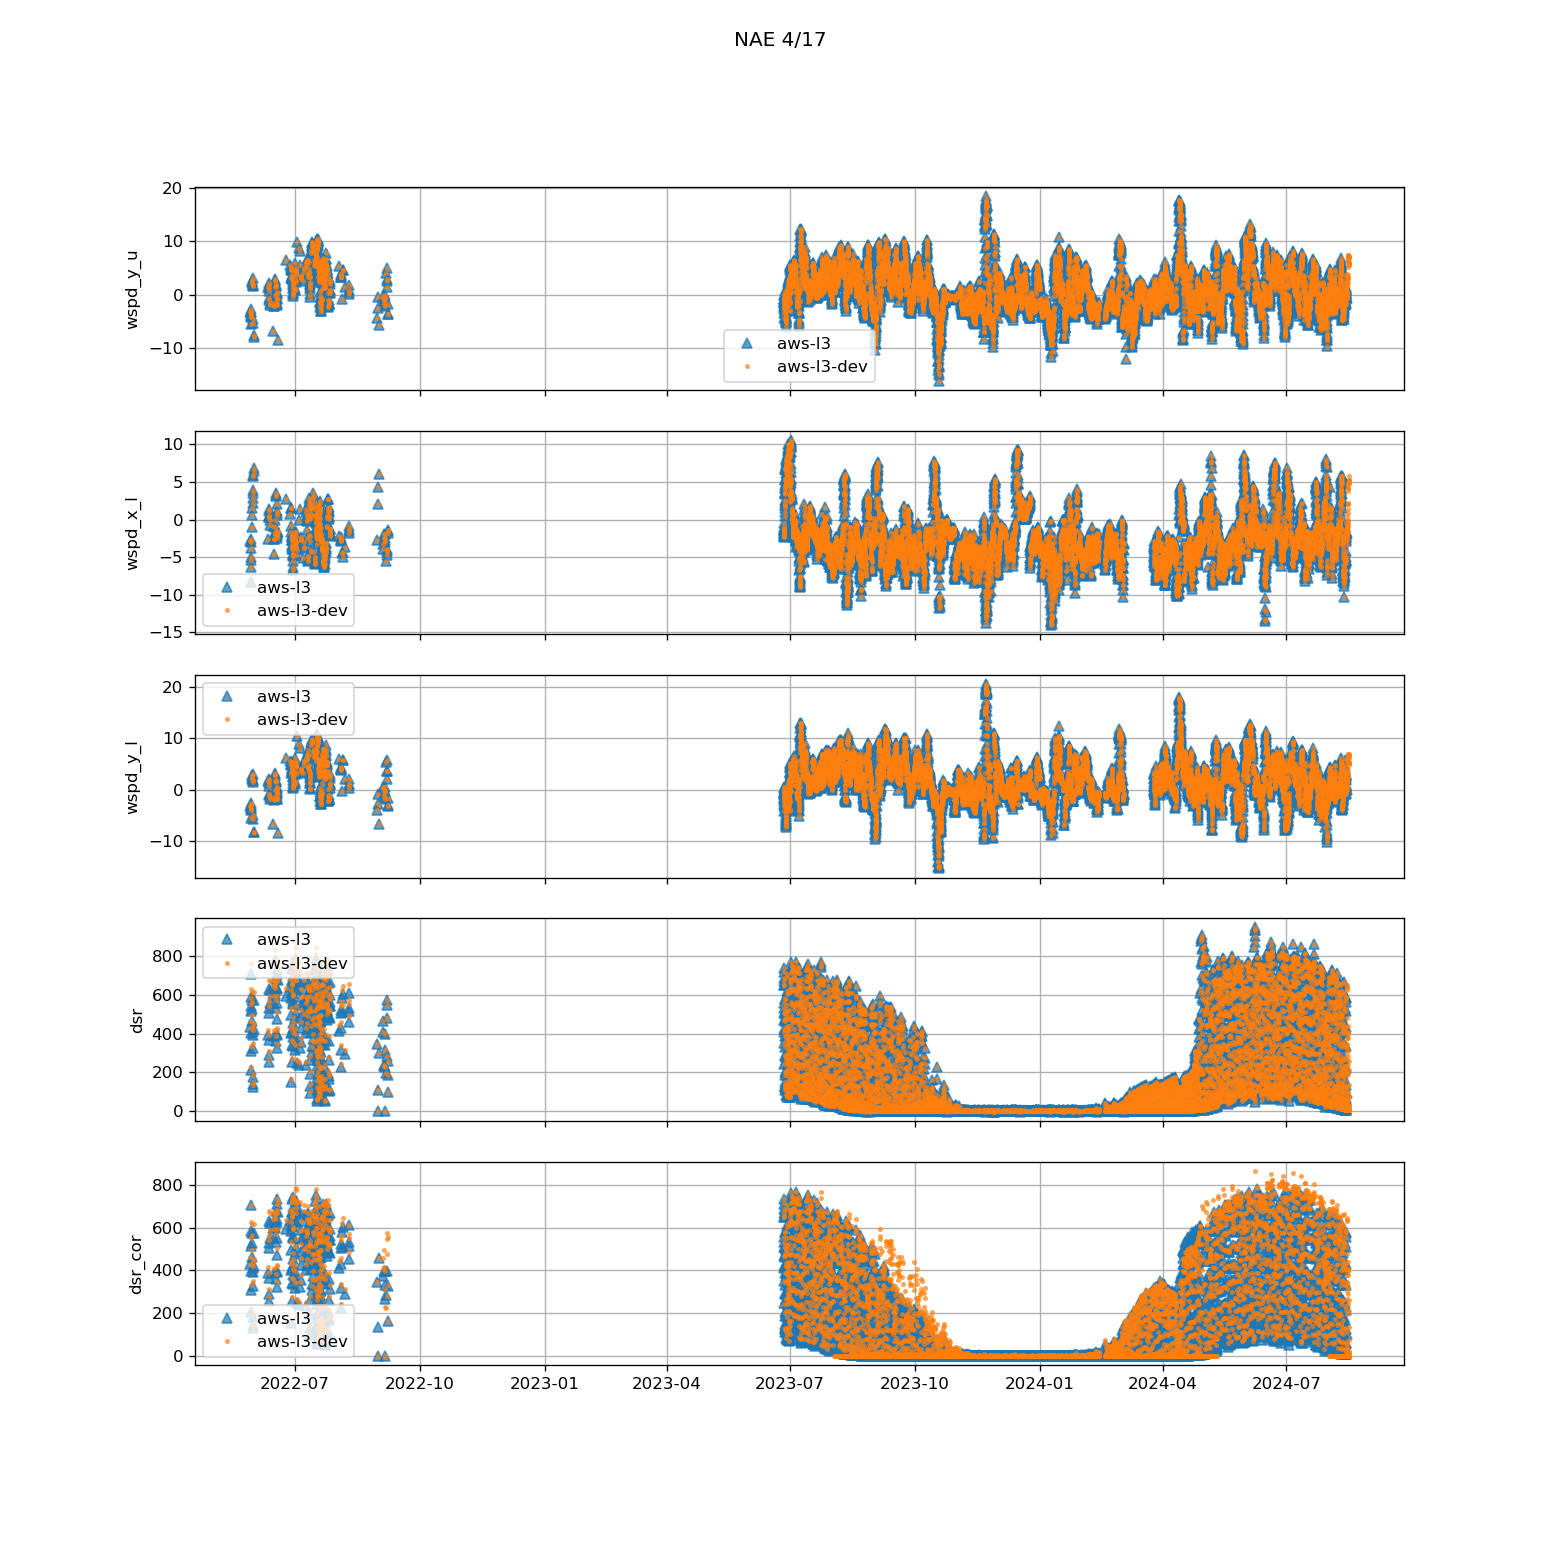 NAE 4/17
20
10
0
−10
wspd_y_u
aws-l3
aws-l3-dev
10
5
0
−5
−10
−15
wspd_x_l
aws-l3
aws-l3-dev
20
10
0
−10
wspd_y_l
aws-l3
aws-l3-dev
800
600
400
200
0
dsr
aws-l3
aws-l3-dev
800
600
400
200
0
dsr_cor
aws-l3
aws-l3-dev
2022-07
2022-10
2023-01
2023-04
2023-07
2023-10
2024-01
2024-04
2024-07